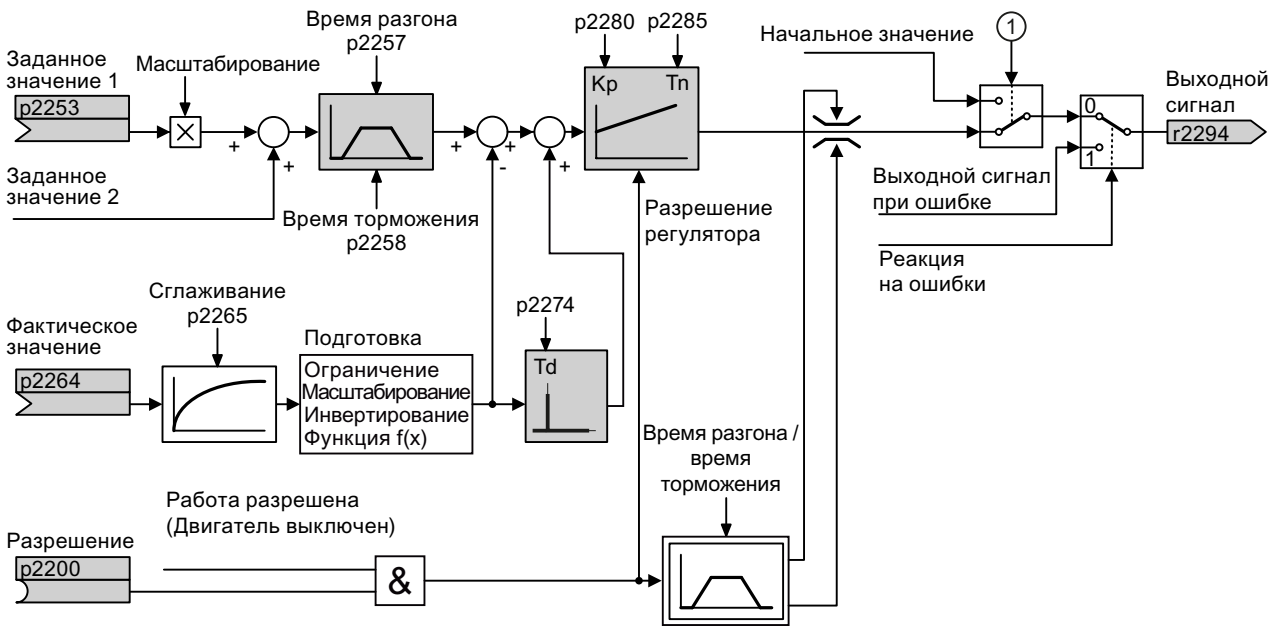 Время разгона
p2257
p2280
p2285
Начальное значение
1
Заданное
значение 1
Масштабирование
Kp
Tn
Выходной
сигнал
p2253
0
r2294
+
+
+
+
-
+
1
Заданное
значение 2
Время торможения
p2258
Разрешение
регулятора
Выходной сигнал
при ошибке
Реакция
на ошибки
Сглаживание
p2265
p2274
Фактическое
значение
Подготовка
p2264
Ограничение
Масштабирование
Инвертирование
Функция f(x)
Td
Время разгона /
время
торможения
Работа разрешена
(Двигатель выключен)
Разрешение
p2200
&